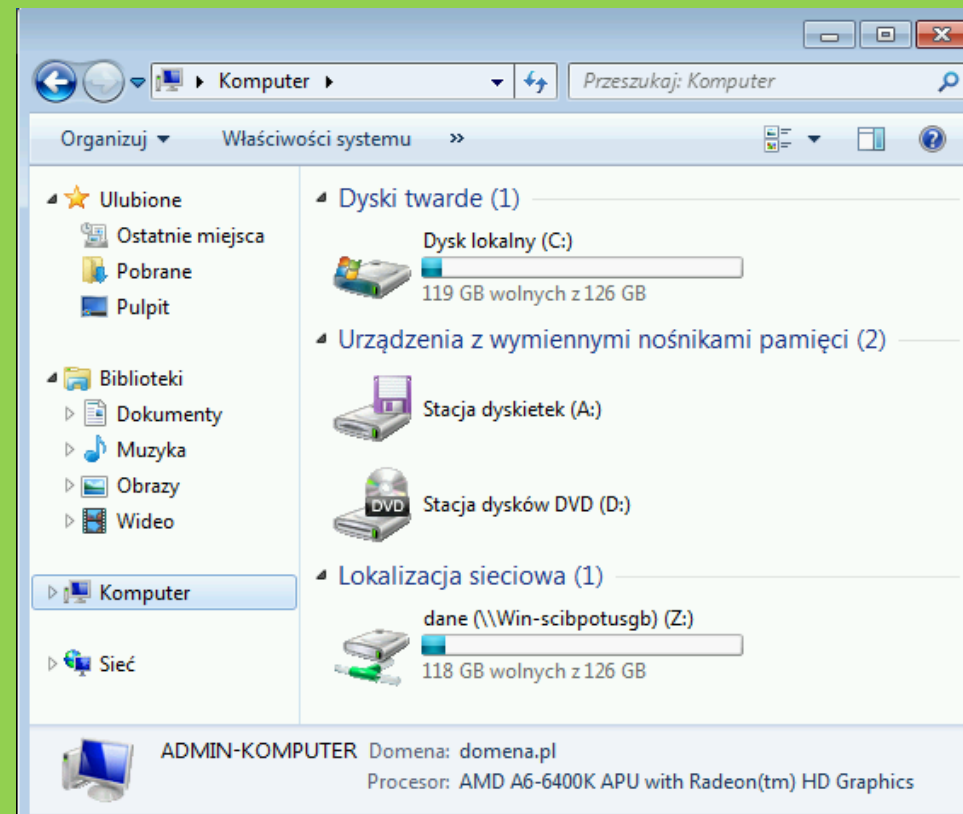 Komputer
Przeszukaj: Komputer
Organizuj Właściwości systemu »
Ulubione
Ostatnie miejsca
Pobrane
Pulpit
Biblioteki
Dokumenty
Muzyka
Obrazy
Wideo
Komputer
Sieć
Dyski twarde (1)
Dysk lokalny (C:)
119 GB wolnych z 126 GB
Urządzenia z wymiennymi nośnikami pamięci (2)
Stacja dyskietek (A:)
DVD
Stacja dysków DVD (D:)
Lokalizacja sieciowa (1)
dane (\\Win-scibpotusgb) (Z:)
118 GB wolnych z 126 GB
ADMIN-KOMPUTER Domena: domena.pl
Procesor: AMD A6-6400K APU with Radeon(tm) HD Graphics